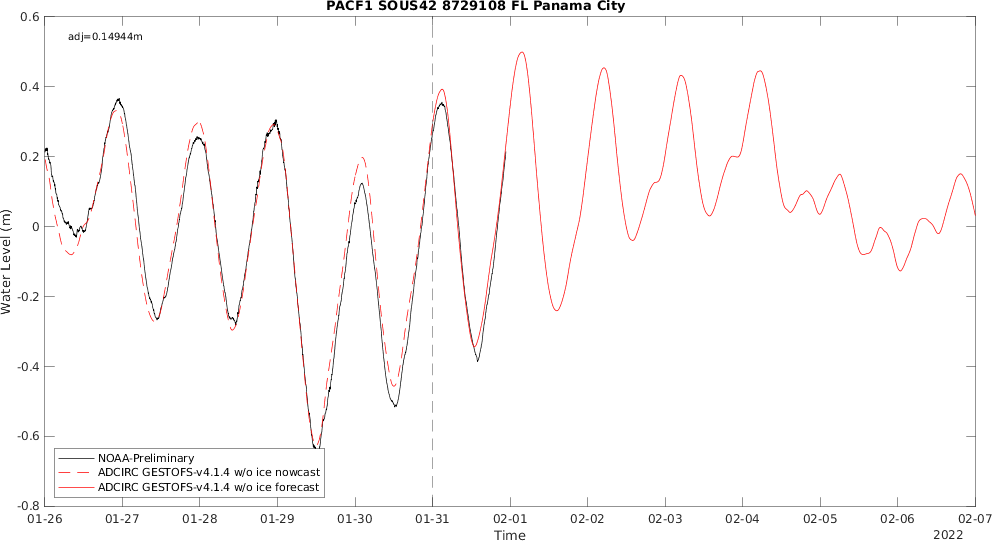 PACF1 SOUS42 8729108 FL Panama City
adj=0.14944m
0.6
0.4
0.2
0
-0.2
-0.4
-0.6
-0.8
Water Level (m)
NOAA-Preliminary
ADCIRC GESTOFS-v4.1.4 w/o ice nowcast
ADCIRC GESTOFS-v4.1.4 w/o ice forecast
01-26 01-27 01-28 01-29 01-30 01-31 02-01 02-02 02-03 02-04 02-05 02-06 02-07
Time
2022